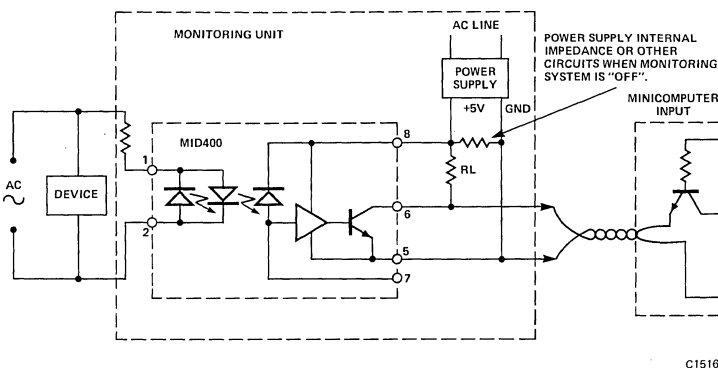 MONITORING UNIT
AC LINE
POWER SUPPLY INTERNAL
IMPEDANCE OR OTHER
CIRCUITS WHEN MONITORING
SYSTEM IS "OFF".
POWER
SUPPLY
+5V
GND
MINICOMPUTER
INPUT
MID400
8
RL
1
AC
DEVICE
2
6
5
7
C1516